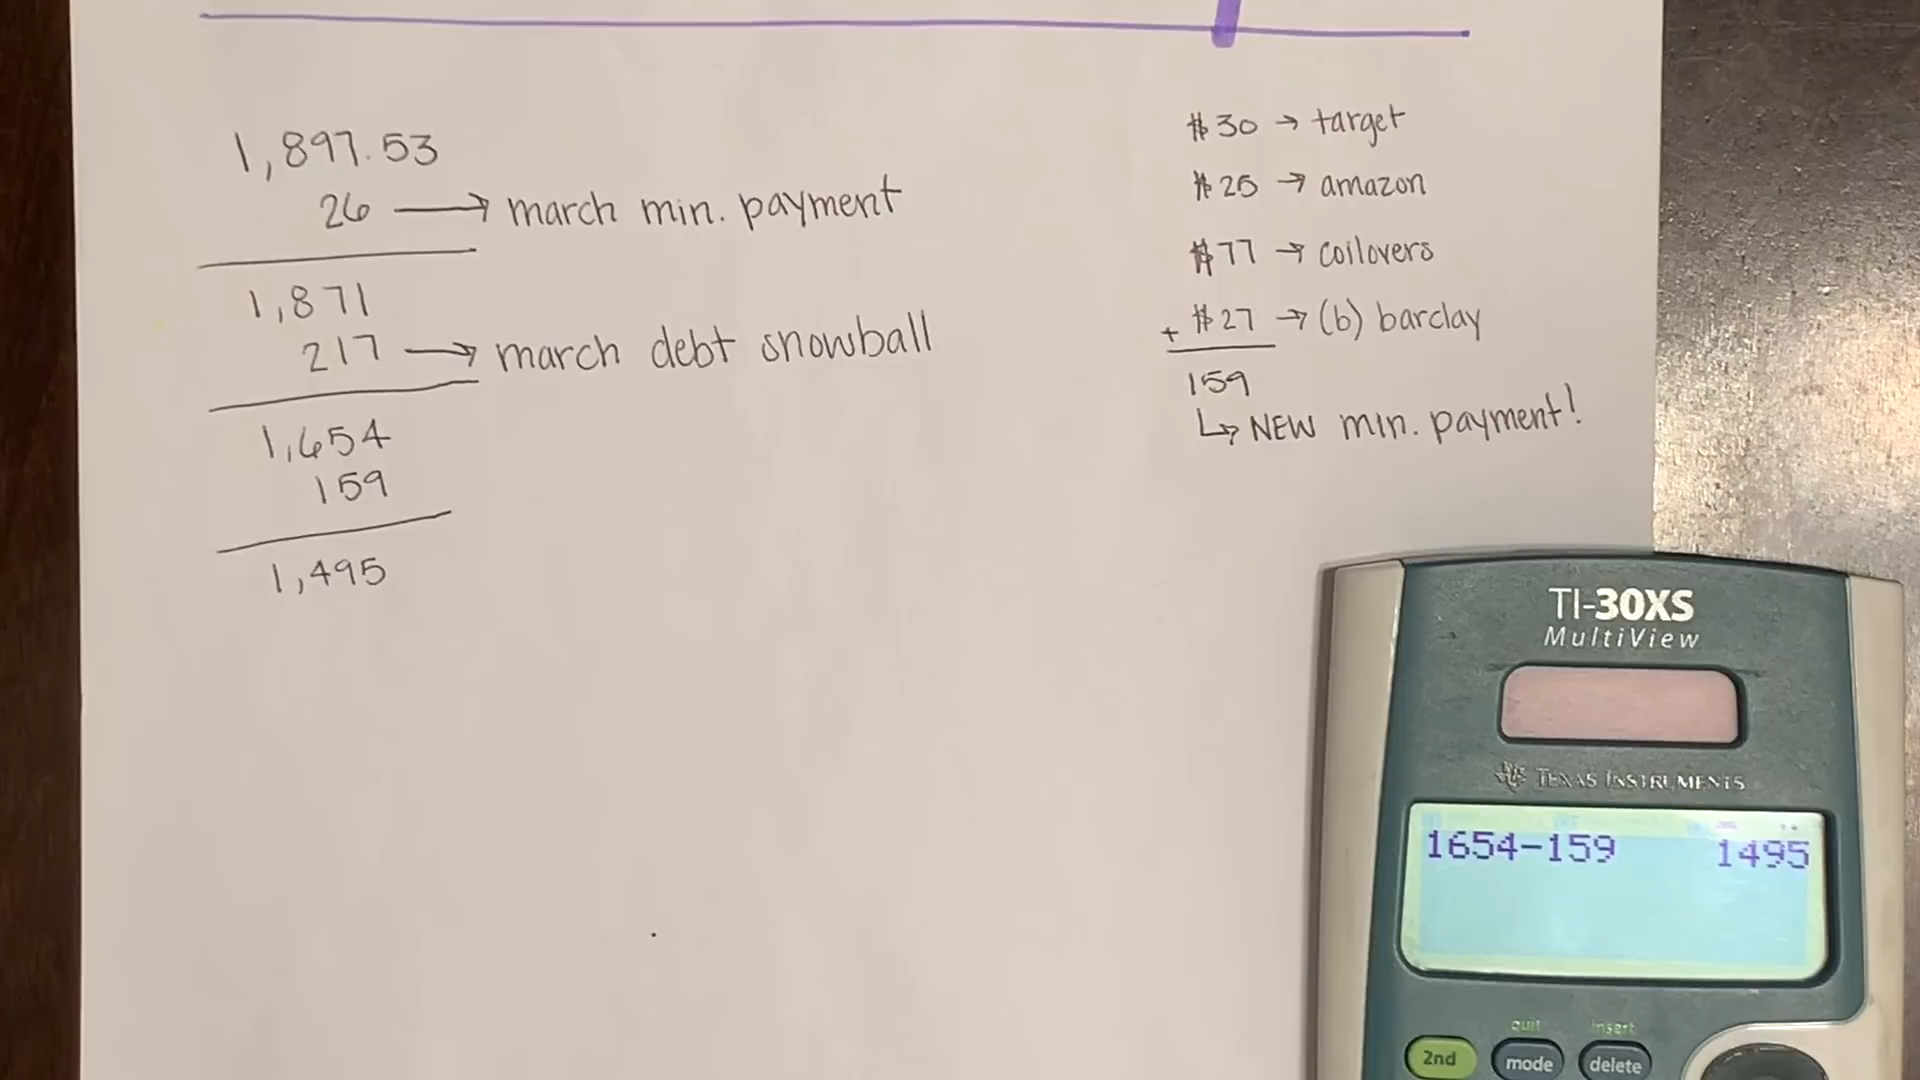 1,897.53
26 → march min. payment
1,871
217 → march debt snowball
1,654
159
1,495
$30 → target
$25 → amazon
$77 → coilovers
+ $27 → (b) barclay
159
↳ NEW min. payment!
TI-30XS
MultiView
TEXAS INSTRUMENTS
1654-159 1495
quit insert
2nd mode delete